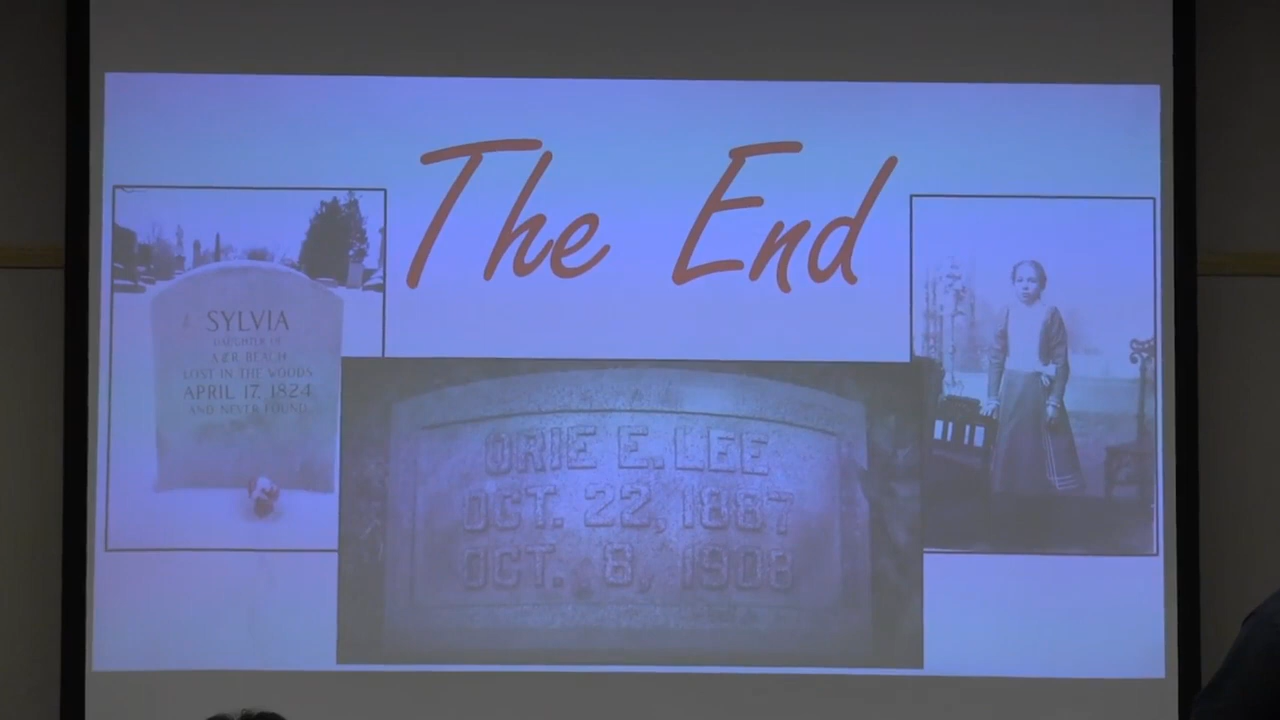 The End
SYLVIA
DAUGHTER OF
A & R BEACH
LOST IN THE WOODS
APRIL 17, 1824
AND NEVER FOUND
ORIE E. LEE
OCT. 22, 1887
OCT. 8, 1908